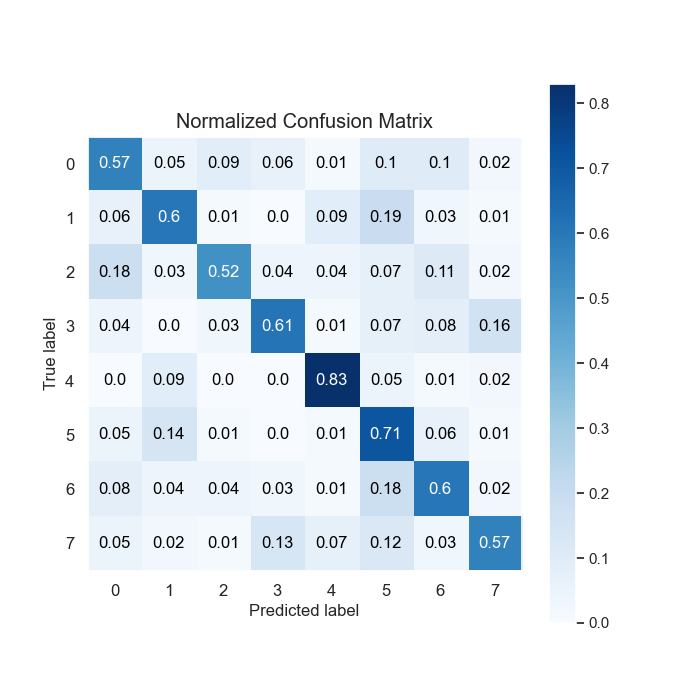 Normalized Confusion Matrix
True label
0 0.57 0.05 0.09 0.06 0.01 0.1 0.1 0.02
1 0.06 0.6 0.01 0.0 0.09 0.19 0.03 0.01
2 0.18 0.03 0.52 0.04 0.04 0.07 0.11 0.02
3 0.04 0.0 0.03 0.61 0.01 0.07 0.08 0.16
4 0.0 0.09 0.0 0.0 0.83 0.05 0.01 0.02
5 0.05 0.14 0.01 0.0 0.01 0.71 0.06 0.01
6 0.08 0.04 0.04 0.03 0.01 0.18 0.6 0.02
7 0.05 0.02 0.01 0.13 0.07 0.12 0.03 0.57
0 1 2 3 4 5 6 7
Predicted label
0.8
0.7
0.6
0.5
0.4
0.3
0.2
0.1
0.0